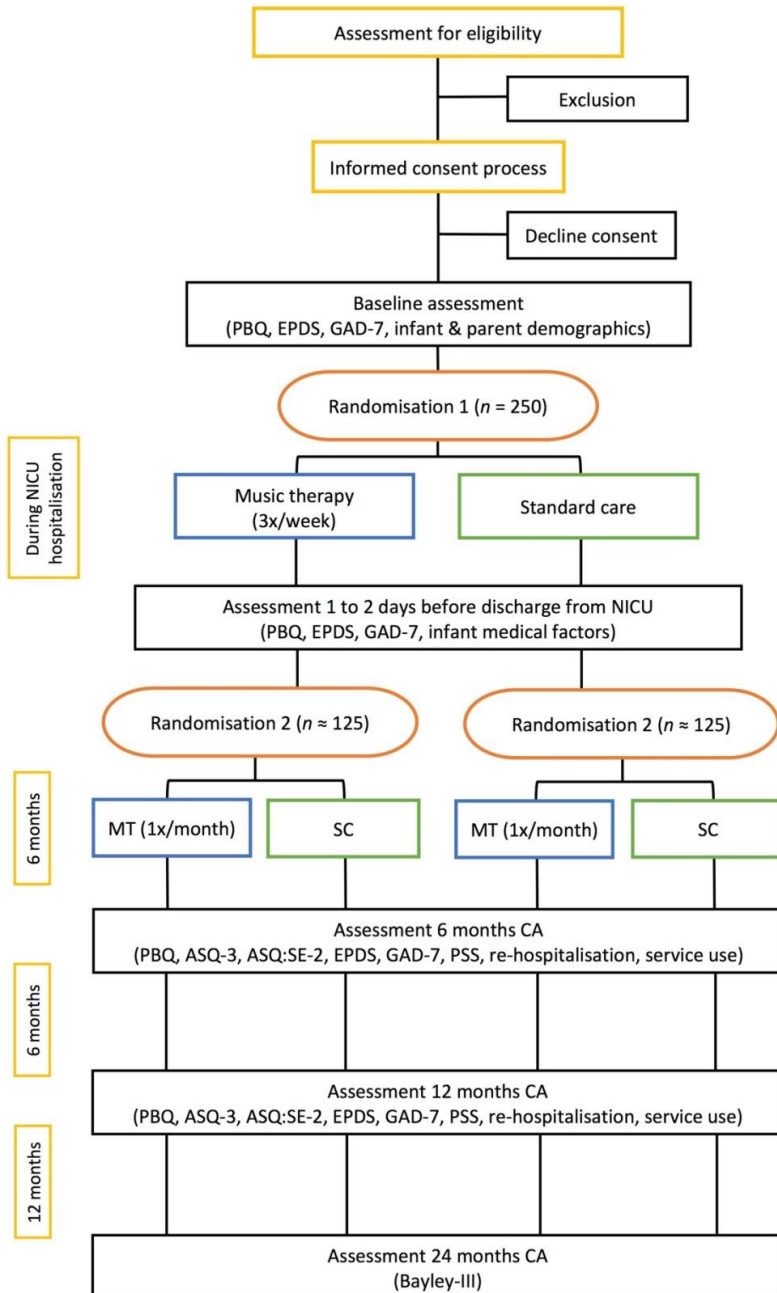 Assessment for eligibility
Exclusion
Informed consent process
Decline consent
Baseline assessment
(PBQ, EPDS, GAD-7, infant & parent demographics)
Randomisation 1 (n = 250)
During NICU
hospitalisation
Music therapy
(3x/week)
Standard care
Assessment 1 to 2 days before discharge from NICU
(PBQ, EPDS, GAD-7, infant medical factors)
Randomisation 2 (n ≈ 125)
Randomisation 2 (n ≈ 125)
6 months
MT (1x/month)
SC
MT (1x/month)
SC
Assessment 6 months CA
(PBQ, ASQ-3, ASQ:SE-2, EPDS, GAD-7, PSS, re-hospitalisation, service use)
6 months
Assessment 12 months CA
(PBQ, ASQ-3, ASQ:SE-2, EPDS, GAD-7, PSS, re-hospitalisation, service use)
12 months
Assessment 24 months CA
(Bayley-III)